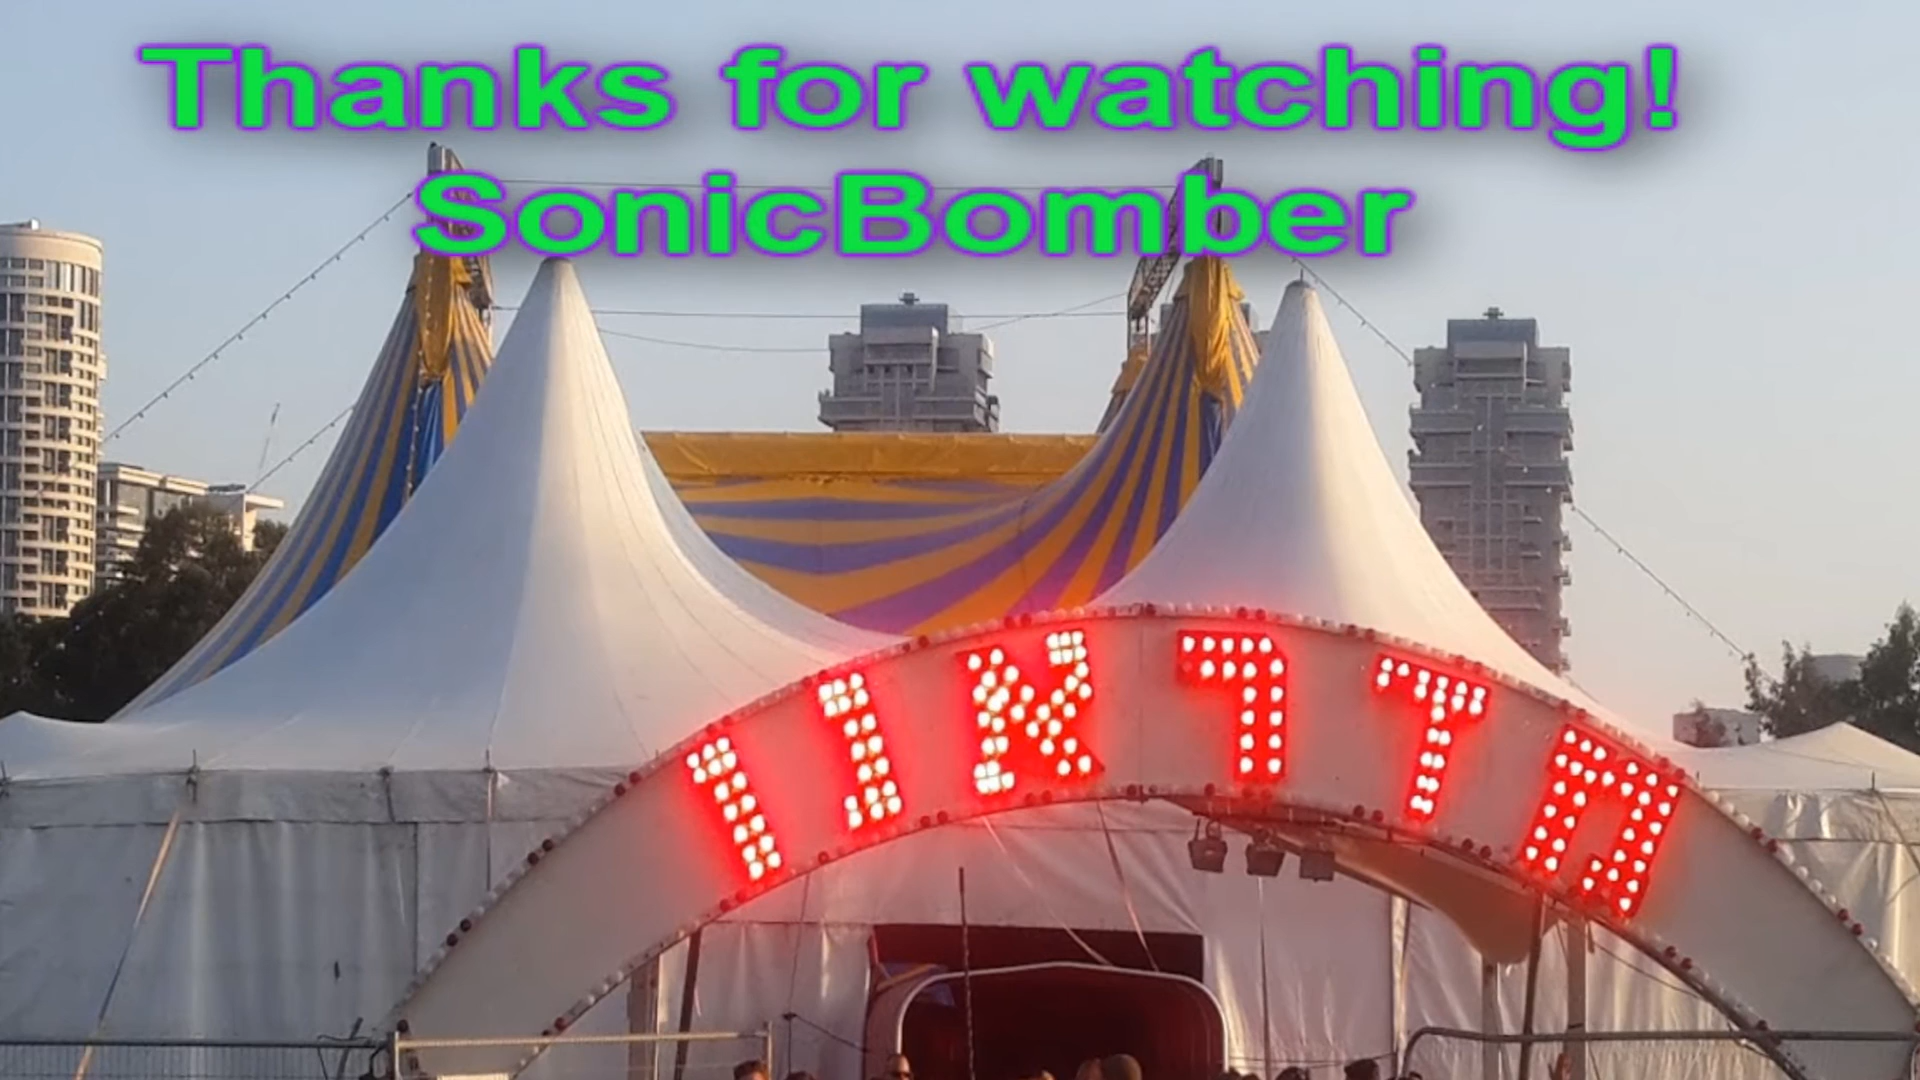 Thanks for watching!
SonicBomber
מדראנו